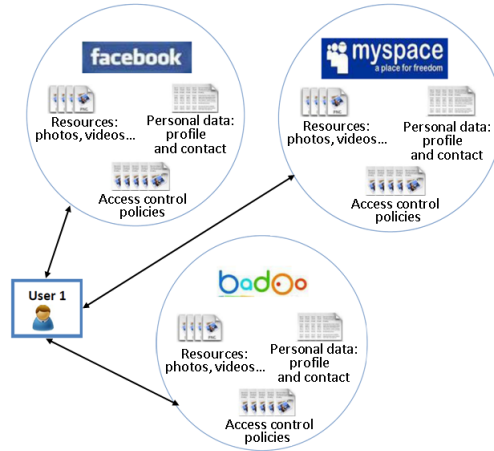 facebook
Resources:
photos, videos...
Personal data:
profile
and contact
Access control
policies
myspace
a place for freedom
Resources:
photos, videos...
Personal data:
profile
and contact
Access control
policies
User 1
badoo
Resources:
photos, videos...
Personal data:
profile
and contact
Access control
policies